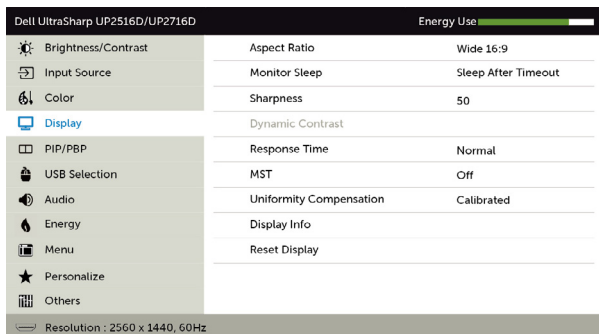 Dell UltraSharp UP2516D/UP2716D Energy Use
Brightness/Contrast
Input Source
Color
Display
PIP/PBP
USB Selection
Audio
Energy
Menu
Personalize
Others
Aspect Ratio Wide 16:9
Monitor Sleep Sleep After Timeout
Sharpness 50
Dynamic Contrast
Response Time Normal
MST Off
Uniformity Compensation Calibrated
Display Info
Reset Display
Resolution : 2560 x 1440, 60Hz